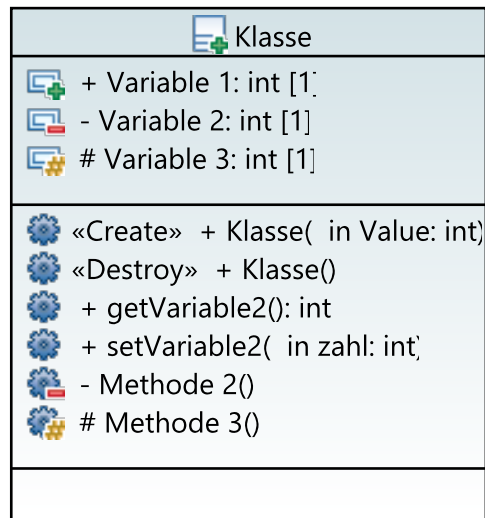 Klasse
+ Variable 1: int [1]
- Variable 2: int [1]
# Variable 3: int [1]
«Create» + Klasse( in Value: int)
«Destroy» + Klasse()
+ getVariable2(): int
+ setVariable2( in zahl: int)
- Methode 2()
# Methode 3()